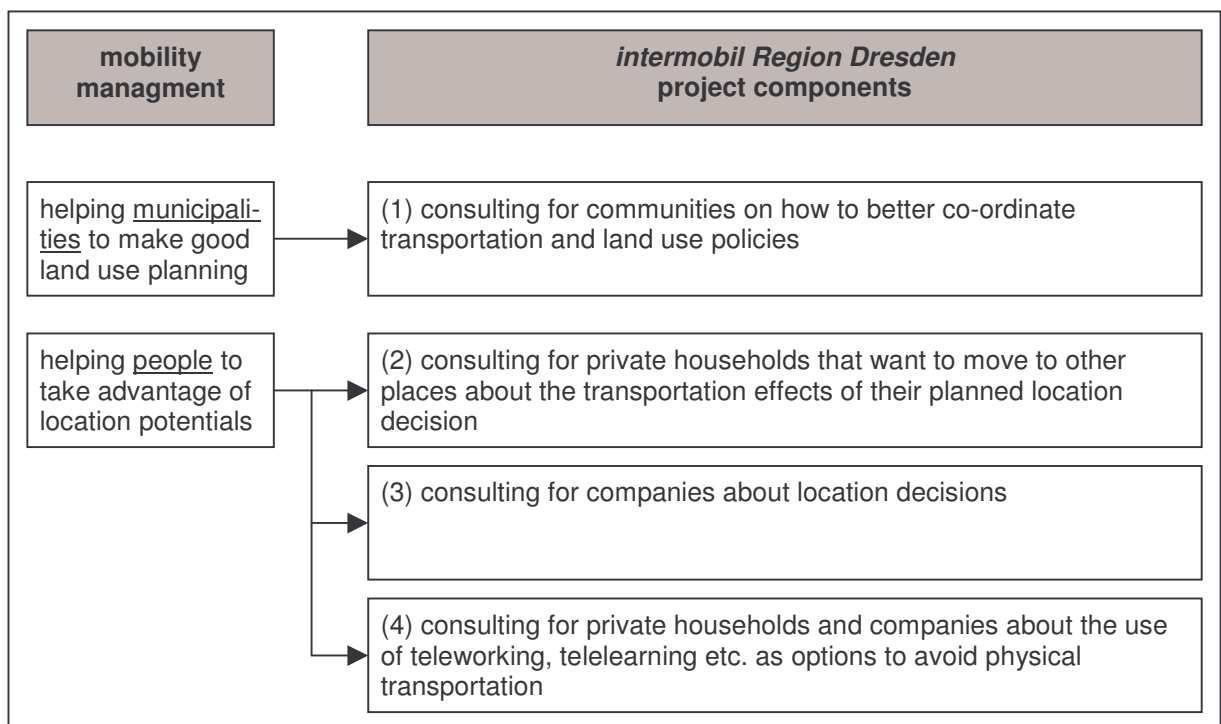 mobility
managment
intermobil Region Dresden
project components
helping municipali-
ties to make good
land use planning
(1) consulting for communities on how to better co-ordinate
transportation and land use policies
helping people to
take advantage of
location potentials
(2) consulting for private households that want to move to other
places about the transportation effects of their planned location
decision
(3) consulting for companies about location decisions
(4) consulting for private households and companies about the use
of teleworking, telelearning etc. as options to avoid physical
transportation